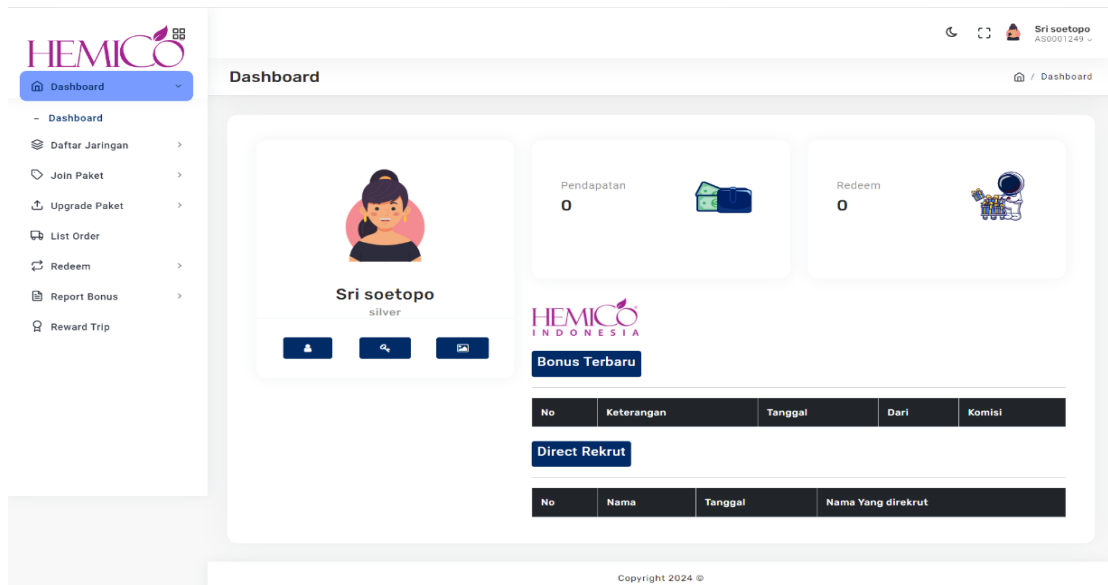 HEMICO
Sri soetopo
AS0001249
Dashboard
/ Dashboard
Dashboard
- Dashboard
Daftar Jaringan
Join Paket
Upgrade Paket
List Order
Redeem
Report Bonus
Reward Trip
Sri soetopo
silver
Pendapatan
0
Redeem
0
HEMICO
INDONESIA
Bonus Terbaru
No Keterangan Tanggal Dari Komisi
Direct Rekrut
No Nama Tanggal Nama Yang direkrut
Copyright 2024 ©